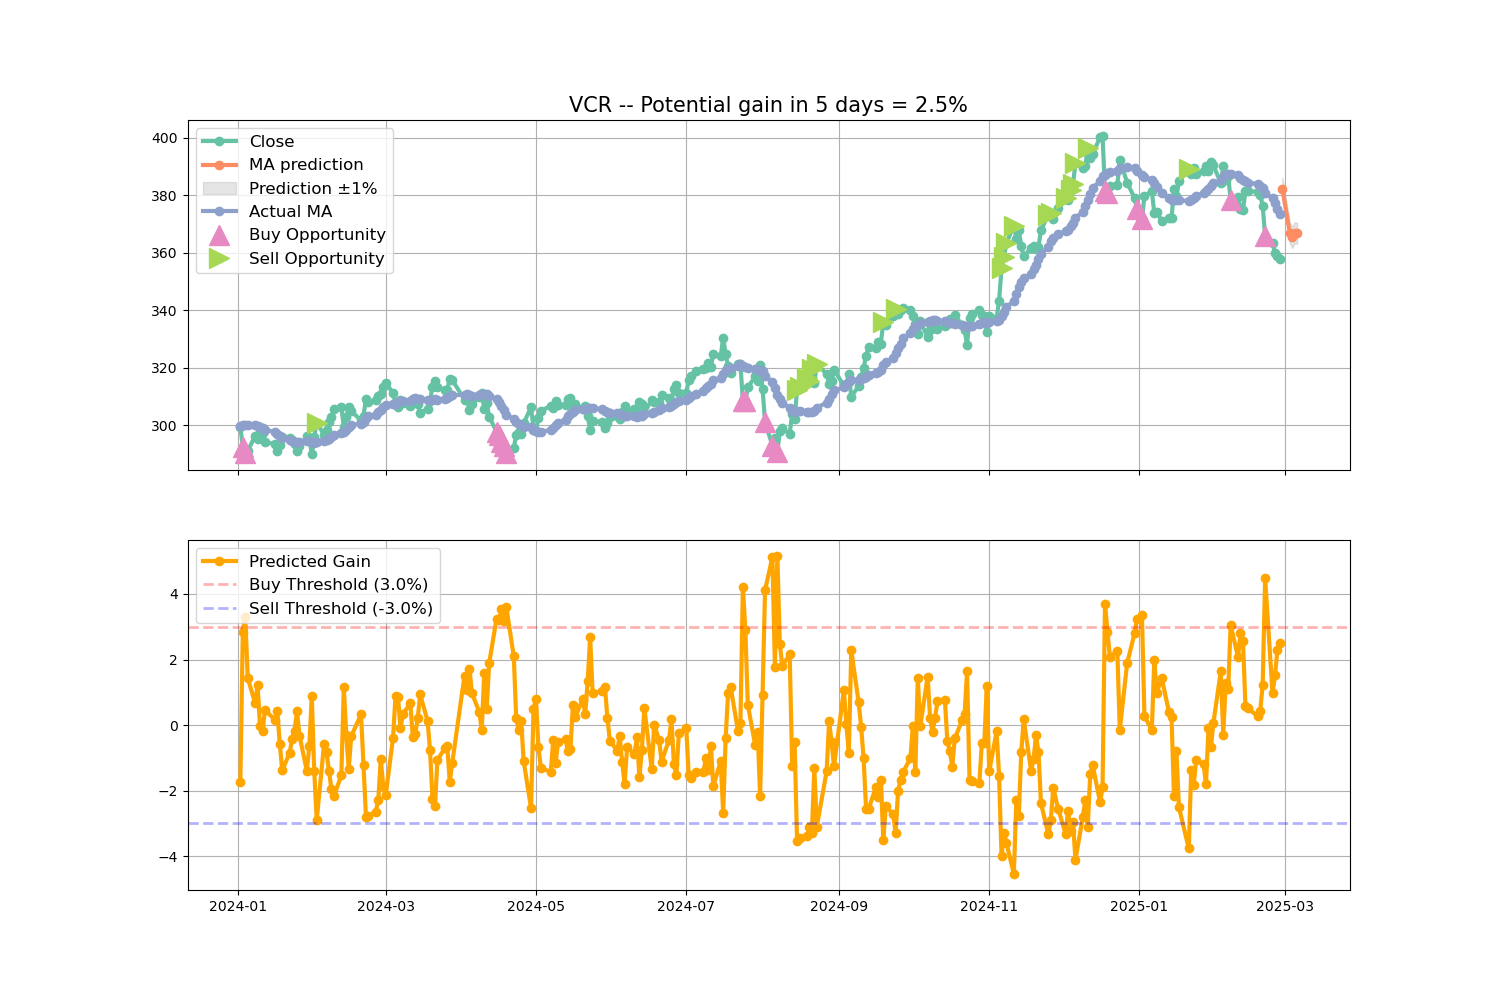 VCR -- Potential gain in 5 days = 2.5%
400
380
360
340
320
300
Close
MA prediction
Prediction ±1%
Actual MA
Buy Opportunity
Sell Opportunity
4
2
0
−2
−4
Predicted Gain
Buy Threshold (3.0%)
Sell Threshold (-3.0%)
2024-01
2024-03
2024-05
2024-07
2024-09
2024-11
2025-01
2025-03